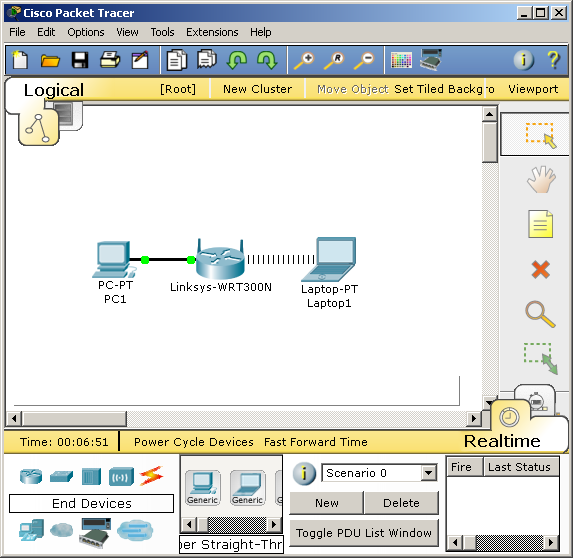 Cisco Packet Tracer
File Edit Options View Tools Extensions Help
R
i ?
Logical [Root] New Cluster Move Object Set Tiled Backgro Viewport
PC-PT
PC1
Linksys-WRT300N
Laptop-PT
Laptop1
Time: 00:06:51 Power Cycle Devices Fast Forward Time Realtime
End Devices
Generic Generic
per Straight-Thr
i Scenario 0
New Delete
Toggle PDU List Window
Fire Last Status